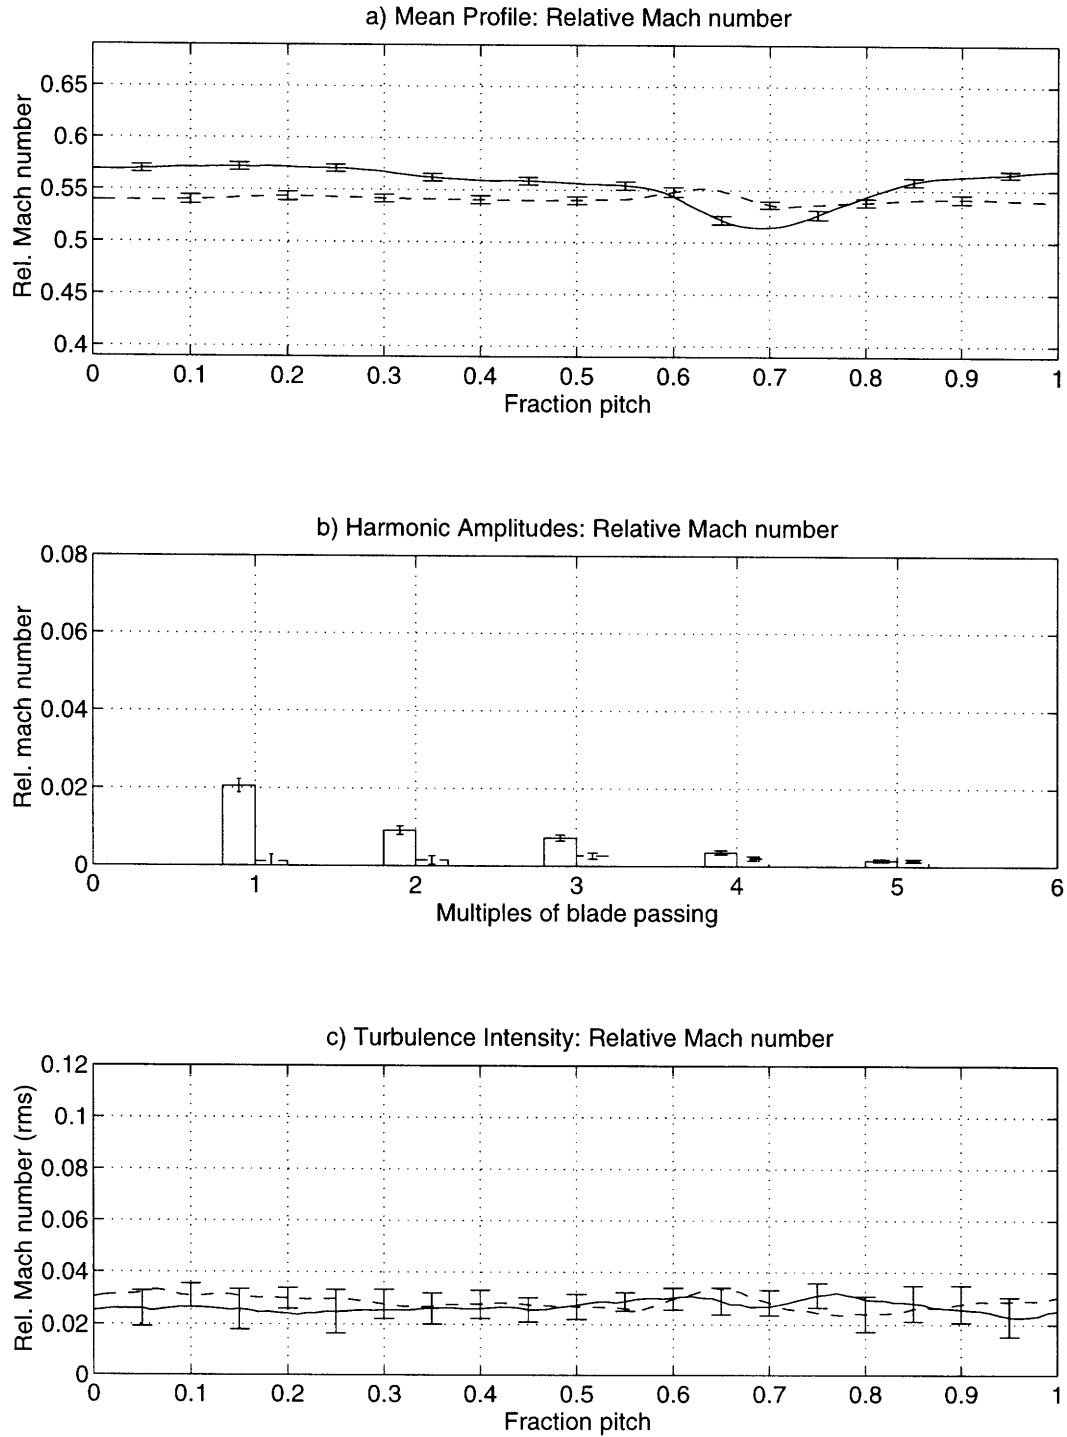 a) Mean Profile: Relative Mach number
Rel. Mach number
0.65
0.6
0.55
0.5
0.45
0.4
0 0.1 0.2 0.3 0.4 0.5 0.6 0.7 0.8 0.9 1
Fraction pitch
b) Harmonic Amplitudes: Relative Mach number
Rel. mach number
0.08
0.06
0.04
0.02
0
0 1 2 3 4 5 6
Multiples of blade passing
c) Turbulence Intensity: Relative Mach number
Rel. Mach number (rms)
0.12
0.1
0.08
0.06
0.04
0.02
0
0 0.1 0.2 0.3 0.4 0.5 0.6 0.7 0.8 0.9 1
Fraction pitch